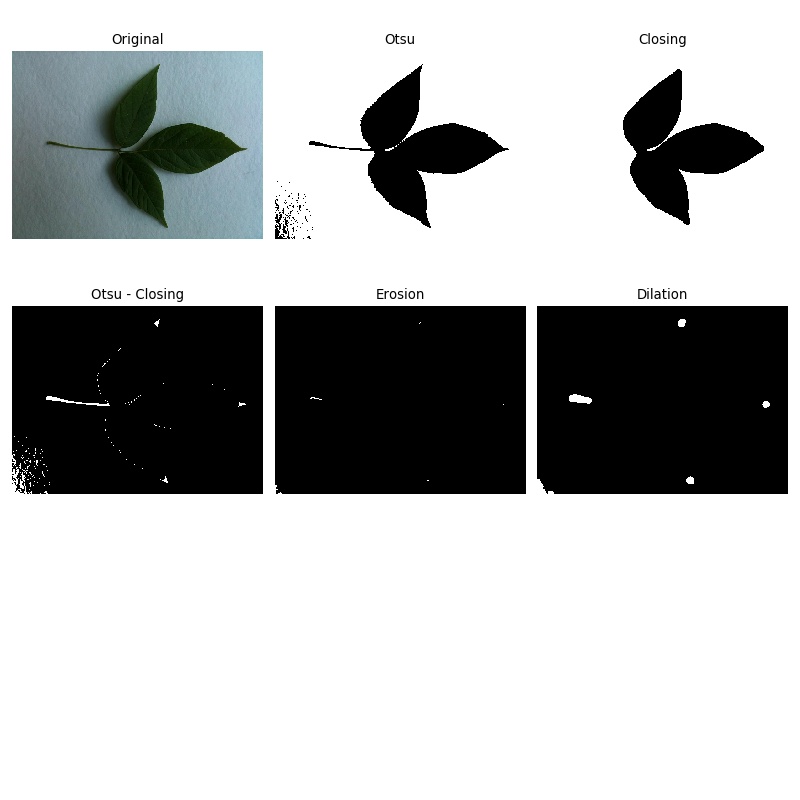 Original
Otsu
Closing
Otsu - Closing
Erosion
Dilation